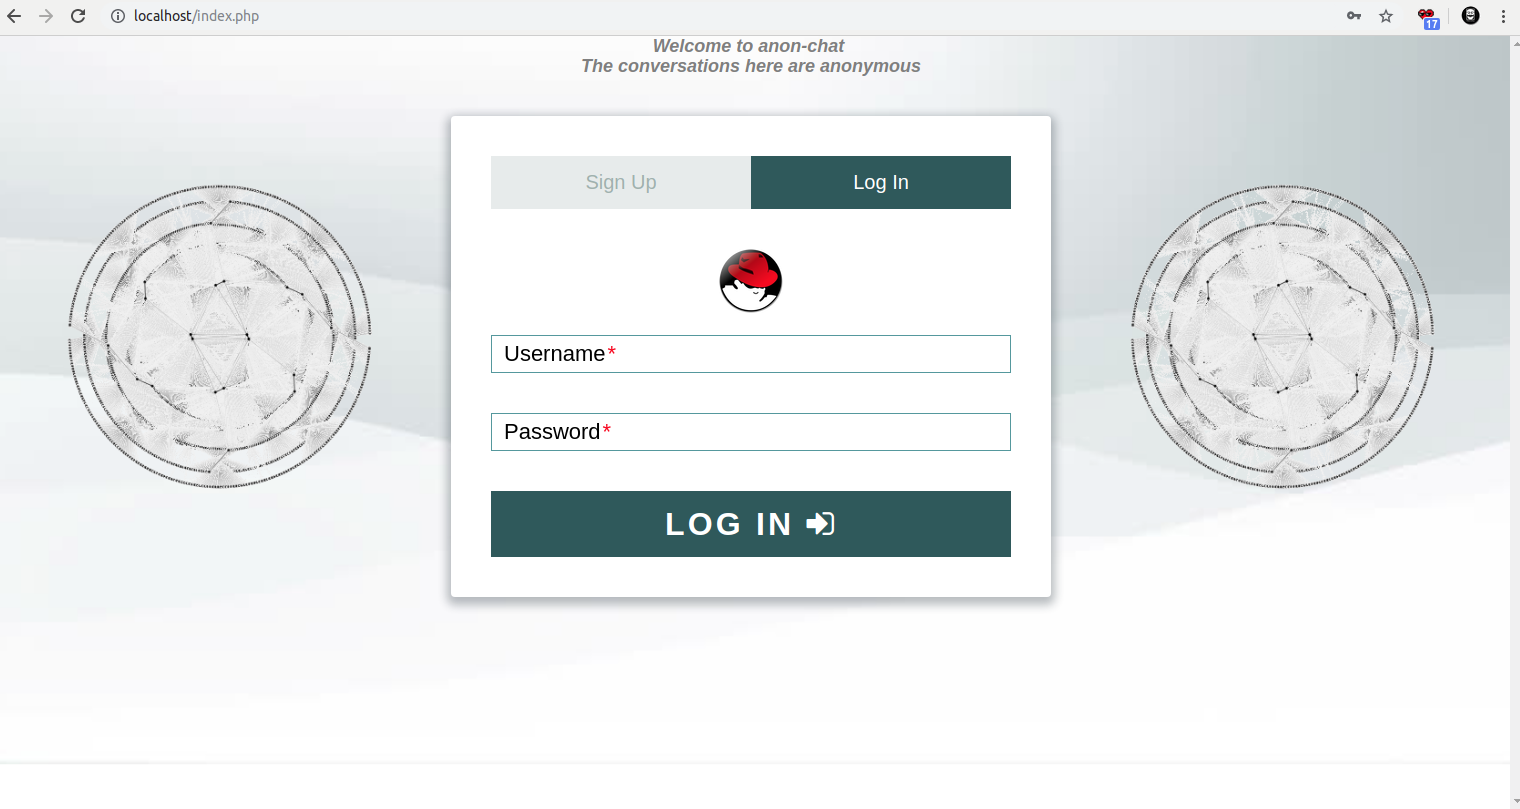 localhost/index.php
17
Welcome to anon-chat
The conversations here are anonymous
Sign Up
Log In
Username*
Password*
LOG IN